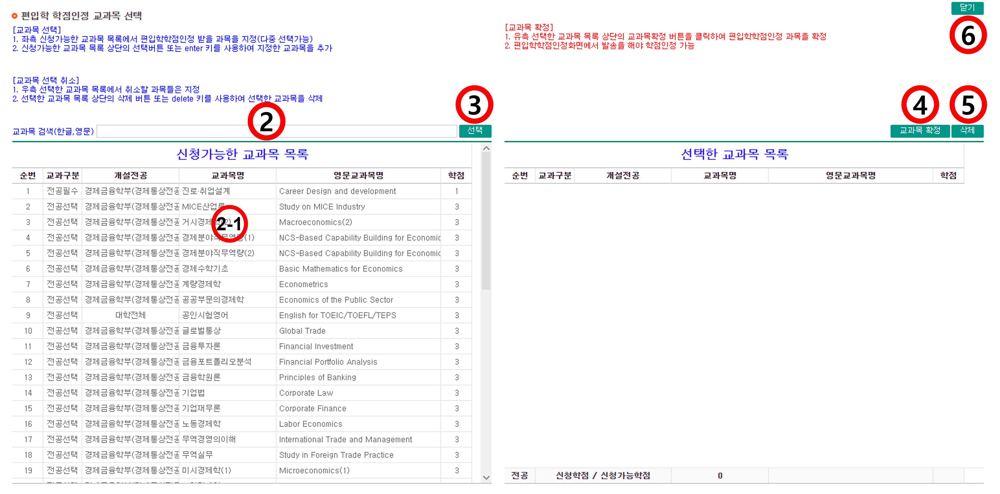 닫기
편입학 학점인정 교과목 선택
[교과목 선택]
1. 좌측 신청가능한 교과목 목록에서 편입학학점인정 받을 과목을 지정(다중 선택가능)
2. 신청가능한 교과목 목록 상단의 선택버튼 또는 enter 키를 사용하여 지정한 교과목을 추가
[교과목 확정]
1. 유측 선택한 교과목 목록 상단의 교과목확정 버튼을 클릭하여 편입학학점인정 과목을 확정
2. 편입학학점인정화면에서 발송을 해야 학점인정 가능
6
[교과목 선택 취소]
1. 우측 선택한 교과목 목록에서 취소할 과목들은 지정
2. 선택한 교과목 목록 상단의 삭제 버튼 또는 delete 키를 사용하여 선택한 교과목을 삭제
2
3
4
5
교과목 검색(한글,영문) 선택
교과목 확정 삭제
신청가능한 교과목 목록
순번 교과구분 개설전공 교과목명 영문교과목명 학점
1 전공필수 경제금융학부(경제통상전공 진로·취업설계 Career Design and development 1
2 전공선택 경제금융학부(경제통상전공 MICE산업론 Study on MICE Industry 3
3 전공선택 경제금융학부(경제통상전공 거시경제학(2) Macroeconomics(2) 3
2-1
4 전공선택 경제금융학부(경제통상전공 경제분야직무역량(1) NCS-Based Capability Building for Economic 3
5 전공선택 경제금융학부(경제통상전공 경제분야직무역량(2) NCS-Based Capability Building for Economic 3
6 전공선택 경제금융학부(경제통상전공 경제수학기초 Basic Mathematics for Economics 3
7 전공선택 경제금융학부(경제통상전공 계량경제학 Econometrics 3
8 전공선택 경제금융학부(경제통상전공 공공부문의경제학 Economics of the Public Sector 3
9 전공선택 대학전체 공인시험영어 English for TOEIC/TOEFL/TEPS 3
10 전공선택 경제금융학부(경제통상전공 글로벌통상 Global Trade 3
11 전공선택 경제금융학부(경제통상전공 금융투자론 Financial Investment 3
12 전공선택 경제금융학부(경제통상전공 금융포트폴리오분석 Financial Portfolio Analysis 3
13 전공선택 경제금융학부(경제통상전공 금융학원론 Principles of Banking 3
14 전공선택 경제금융학부(경제통상전공 기업법 Corporate Law 3
15 전공선택 경제금융학부(경제통상전공 기업재무론 Corporate Finance 3
16 전공선택 경제금융학부(경제통상전공 노동경제학 Labor Economics 3
17 전공선택 경제금융학부(경제통상전공 무역경영의이해 International Trade and Management 3
18 전공선택 경제금융학부(경제통상전공 무역실무 Study in Foreign Trade Practice 3
19 전공선택 경제금융학부(경제통상전공 미시경제학(1) Microeconomics(1) 3
선택한 교과목 목록
순번 교과구분 개설전공 교과목명 영문교과목명 학점
전공 신청학점 / 신청가능학점 0